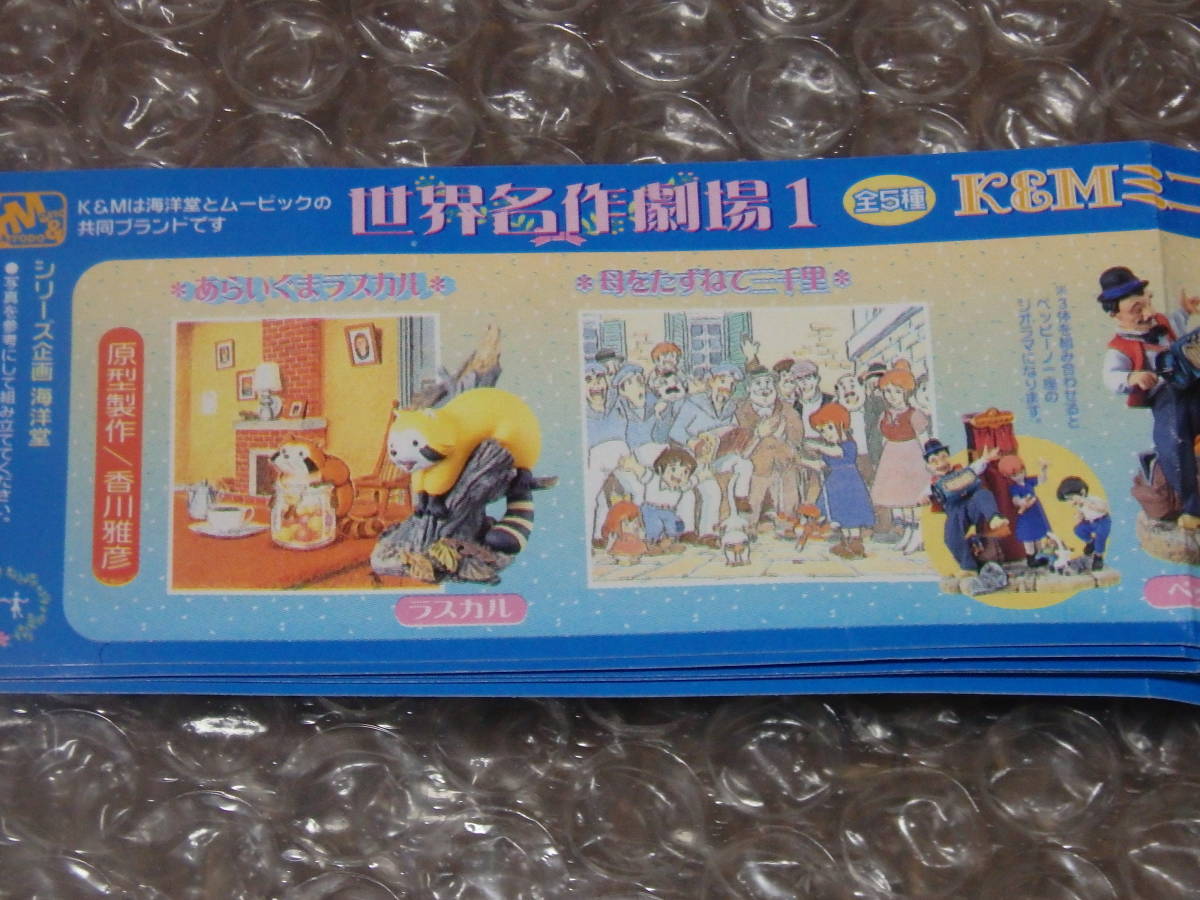 K&Mは海洋堂とムービックの
共同ブランドです
世界名作劇場1
全5種
K&Mミニ
シリーズ企画 海洋堂
●写真を参考にして組み立てください。
原型製作/香川雅彦
*あらいぐまラスカル*
ラスカル
*母をたずねて三千里*
※3体を組み合わせると
ペッピーノ一座の
ジオラマになります。